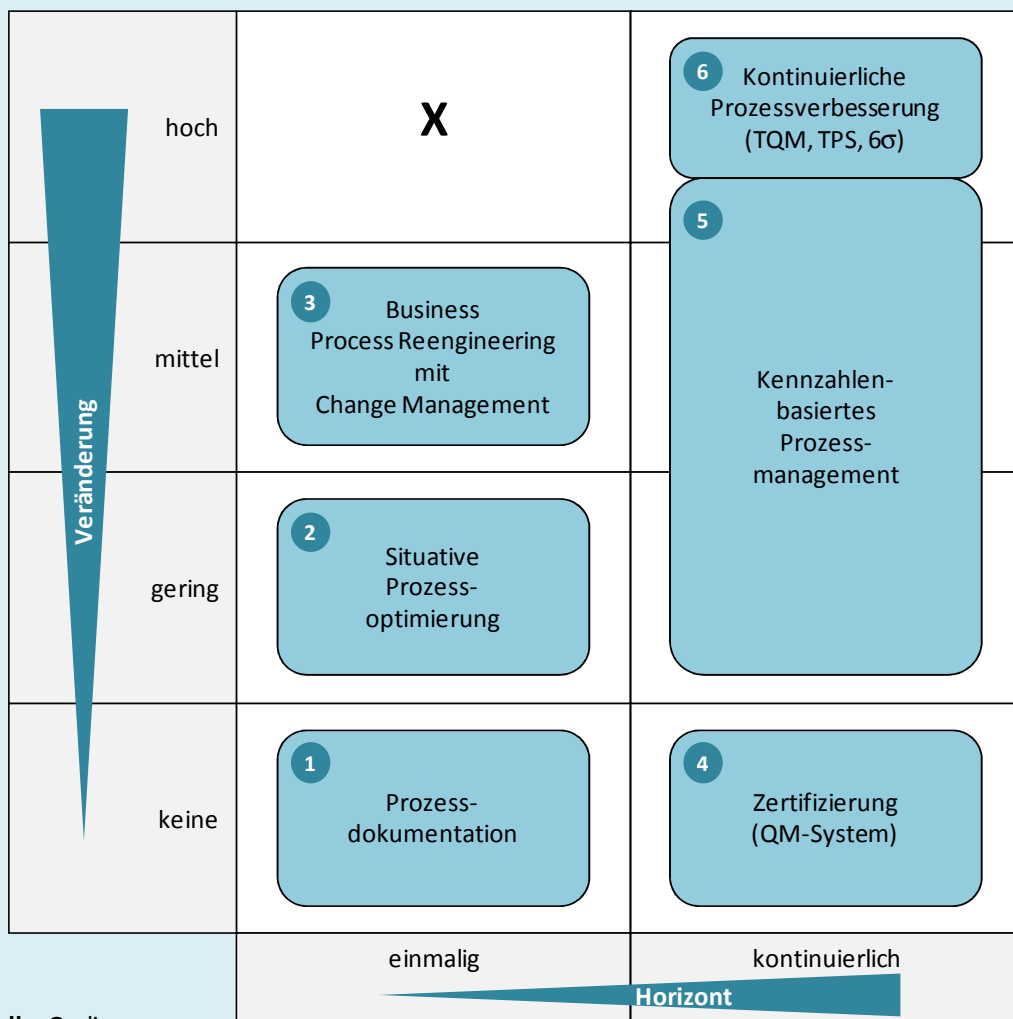 hoch
X
6
Kontinuierliche
Prozessverbesserung
(TQM, TPS, 6σ)
5
Kennzahlen-
basiertes
Prozess-
management
mittel
3
Business
Process Reengineering
mit
Change Management
Veränderung
gering
2
Situative
Prozess-
optimierung
keine
1
Prozess-
dokumentation
4
Zertifizierung
(QM-System)
einmalig
kontinuierlich
Horizont